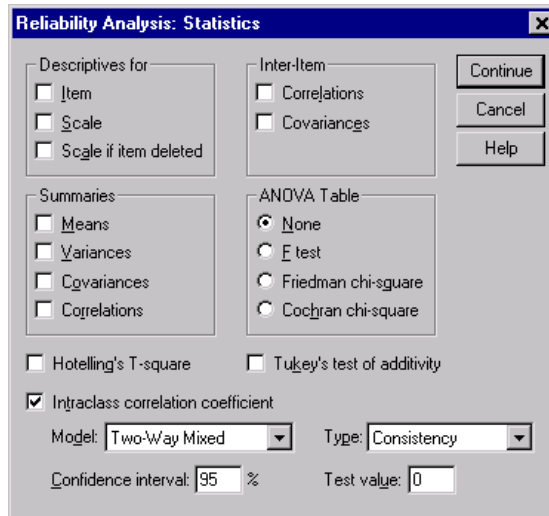 Reliability Analysis: Statistics
Descriptives for
Item
Scale
Scale if item deleted
Inter-Item
Correlations
Covariances
Continue
Cancel
Help
Summaries
Means
Variances
Covariances
Correlations
ANOVA Table
None
F test
Friedman chi-square
Cochran chi-square
Hotelling's T-square
Tukey's test of additivity
Intraclass correlation coefficient
Model: Two-Way Mixed
Type: Consistency
Confidence interval: 95 %
Test value: 0